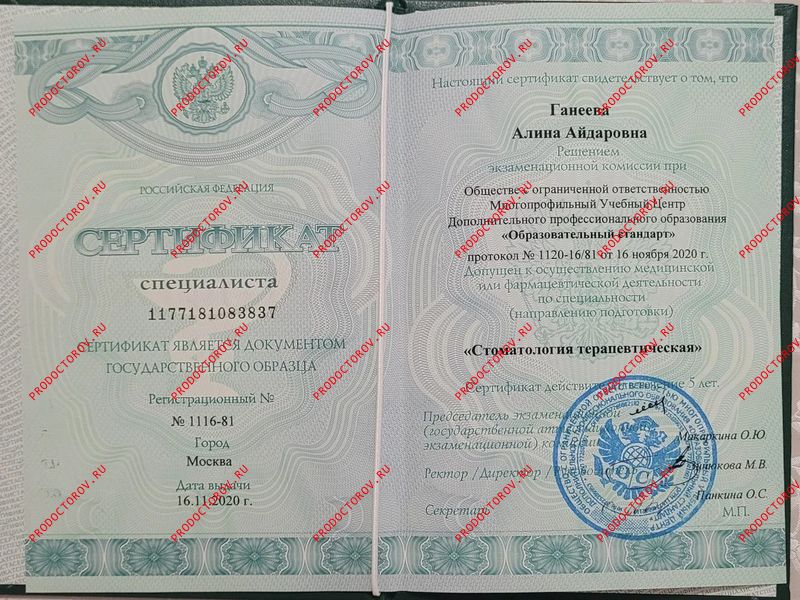 РОССИЙСКАЯ ФЕДЕРАЦИЯ
СЕРТИФИКАТ
специалиста
1177181083837
СЕРТИФИКАТ ЯВЛЯЕТСЯ ДОКУМЕНТОМ
ГОСУДАРСТВЕННОГО ОБРАЗЦА
Регистрационный №
№ 1116-81
Город
Москва
Дата выдачи
16.11.2020 г.
Настоящий сертификат свидетельствует о том, что
Ганеева
Алина Айдаровна
Решением
экзаменационной комиссии при
Обществе с ограниченной ответственностью
Многопрофильный Учебный Центр
Дополнительного профессионального образования
«Образовательный стандарт»
протокол № 1120-16/81 от 16 ноября 2020 г.
Допущен к осуществлению медицинской
или фармацевтической деятельности
по специальности
(направлению подготовки)
«Стоматология терапевтическая»
Сертификат действителен в течение 5 лет.
Председатель экзаменационной
(государственной
экзаменационной)
Макаркина О.Ю.
Ректор / Директор /
М.В.
Секретарь
Панкина О.С.
М.П.
PRODOCTOROV.RU